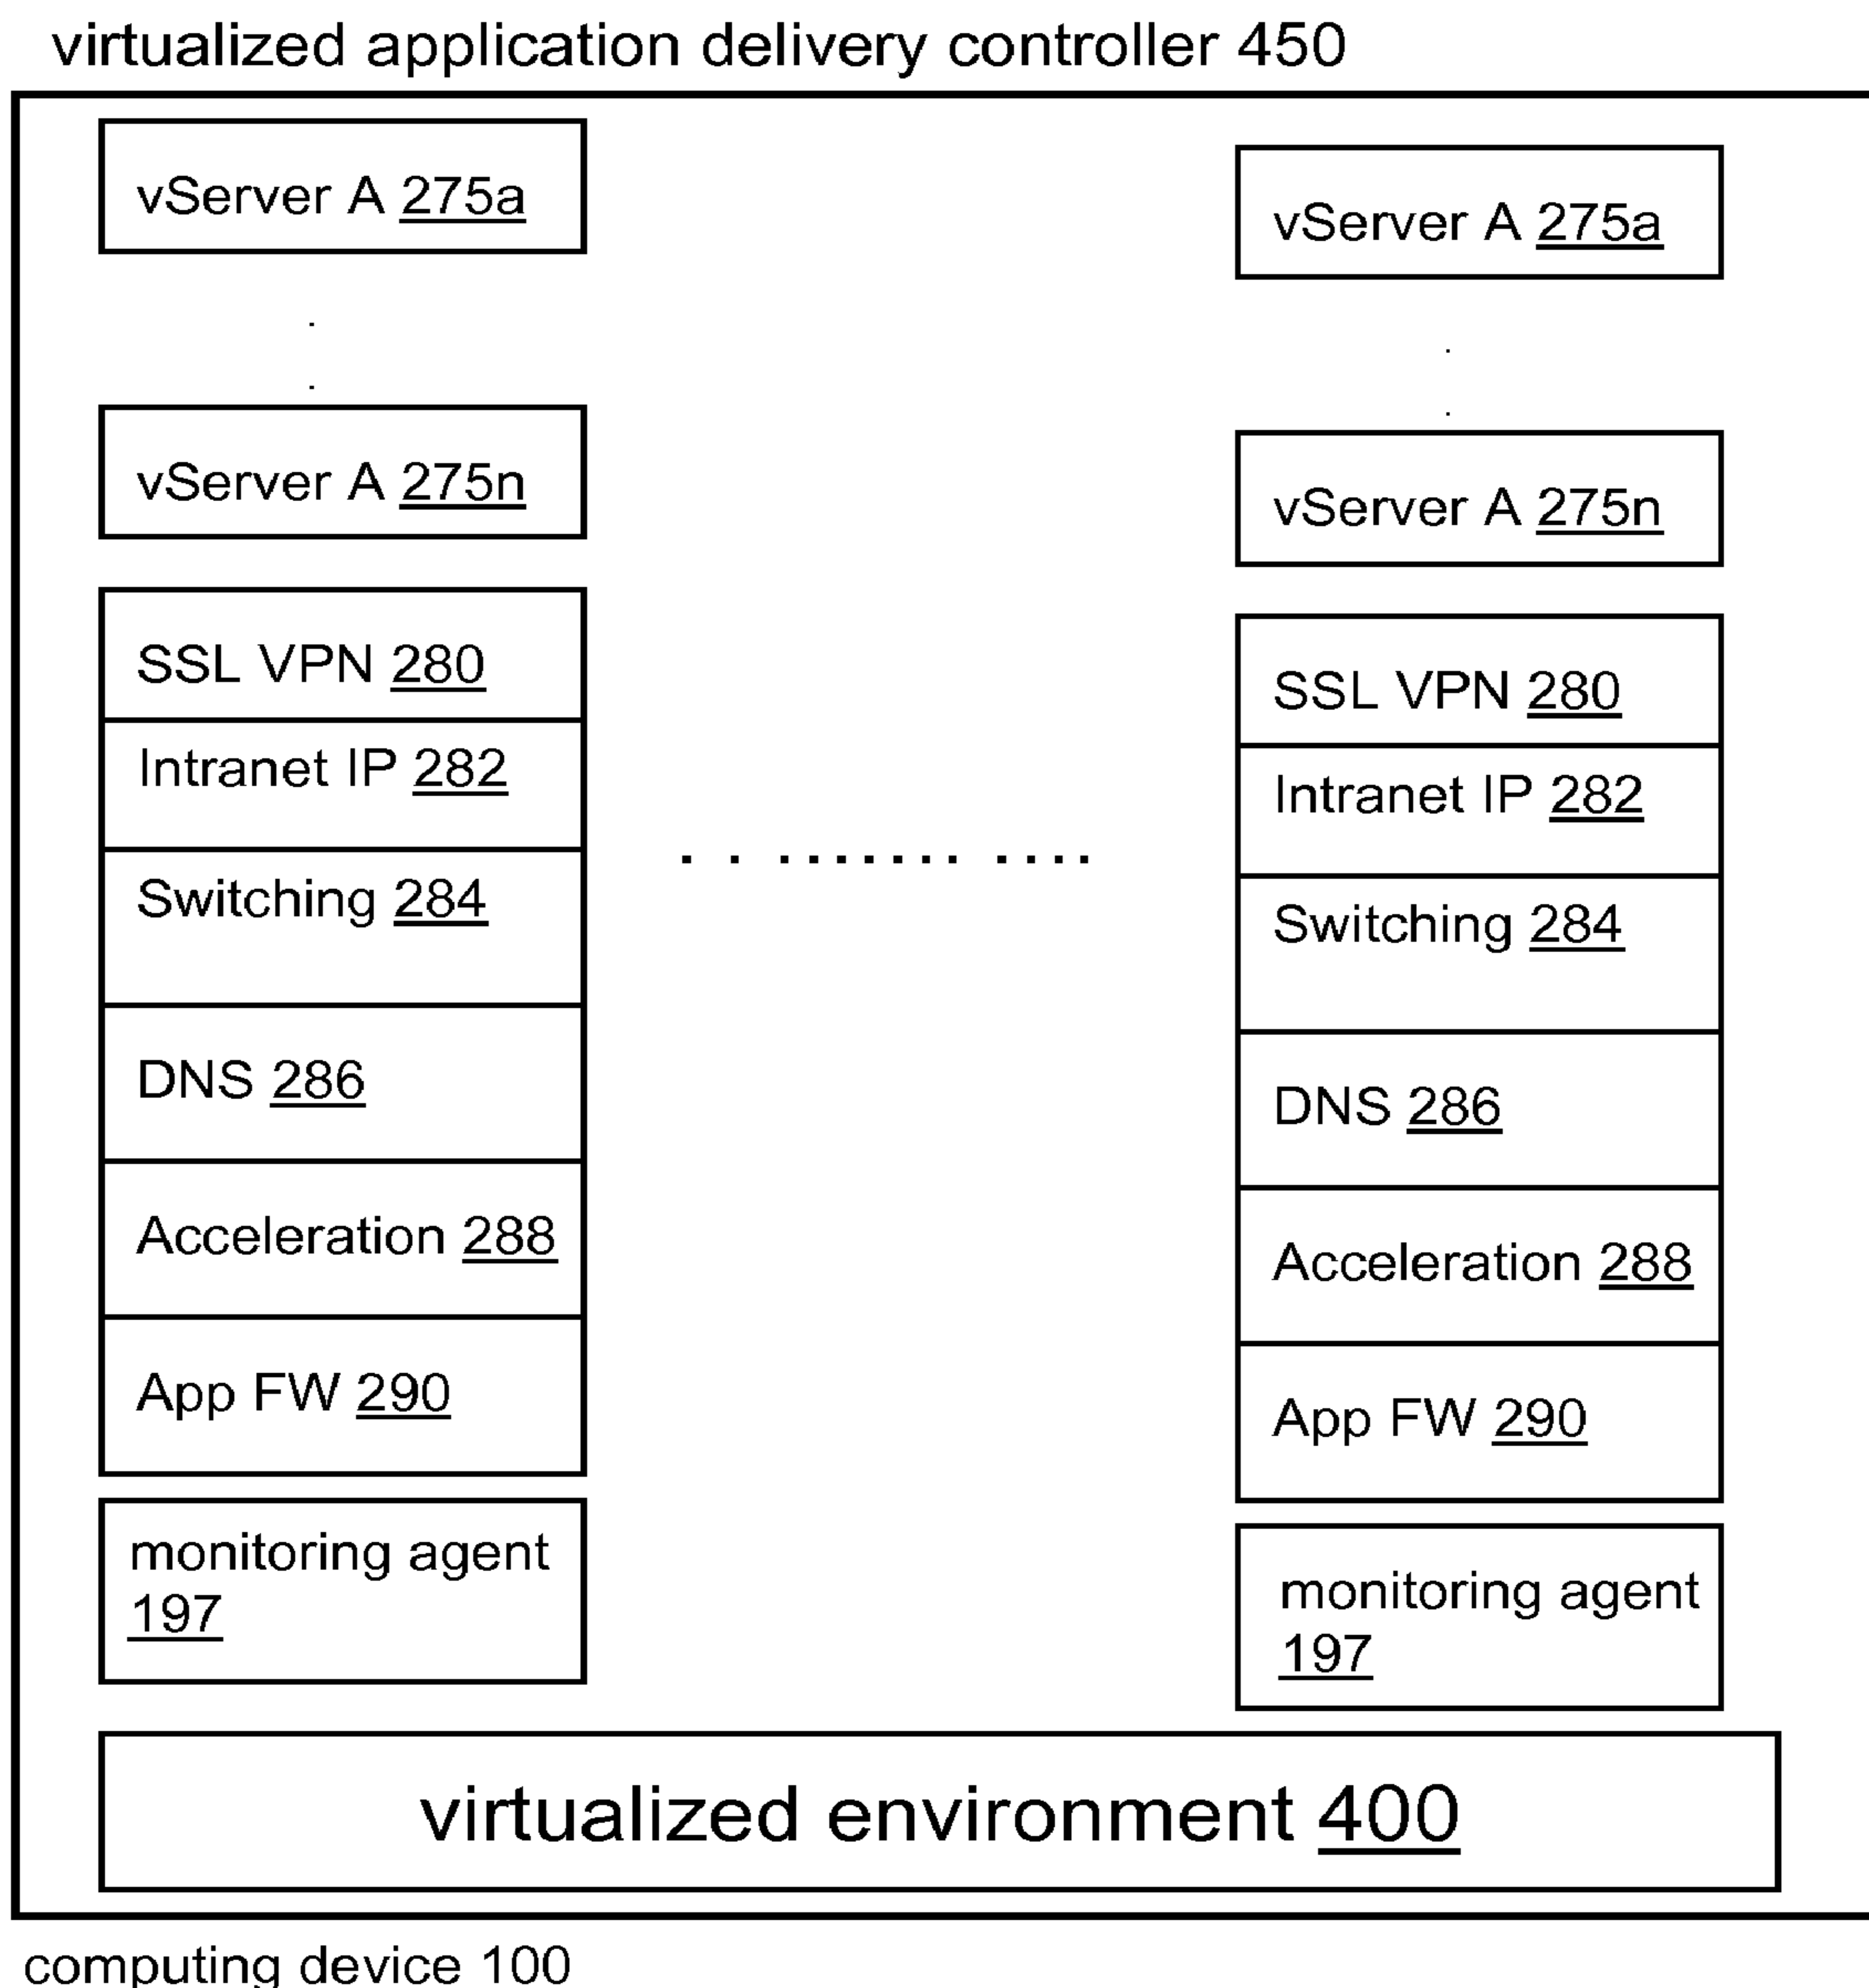 virtualized application delivery controller 450
vServer A 275a
vServer A 275n
SSL VPN 280
Intranet IP 282
Switching 284
DNS 286
Acceleration 288
App FW 290
monitoring agent
197
vServer A 275a
vServer A 275n
SSL VPN 280
Intranet IP 282
Switching 284
DNS 286
Acceleration 288
App FW 290
monitoring agent
197
virtualized environment 400
computing device 100